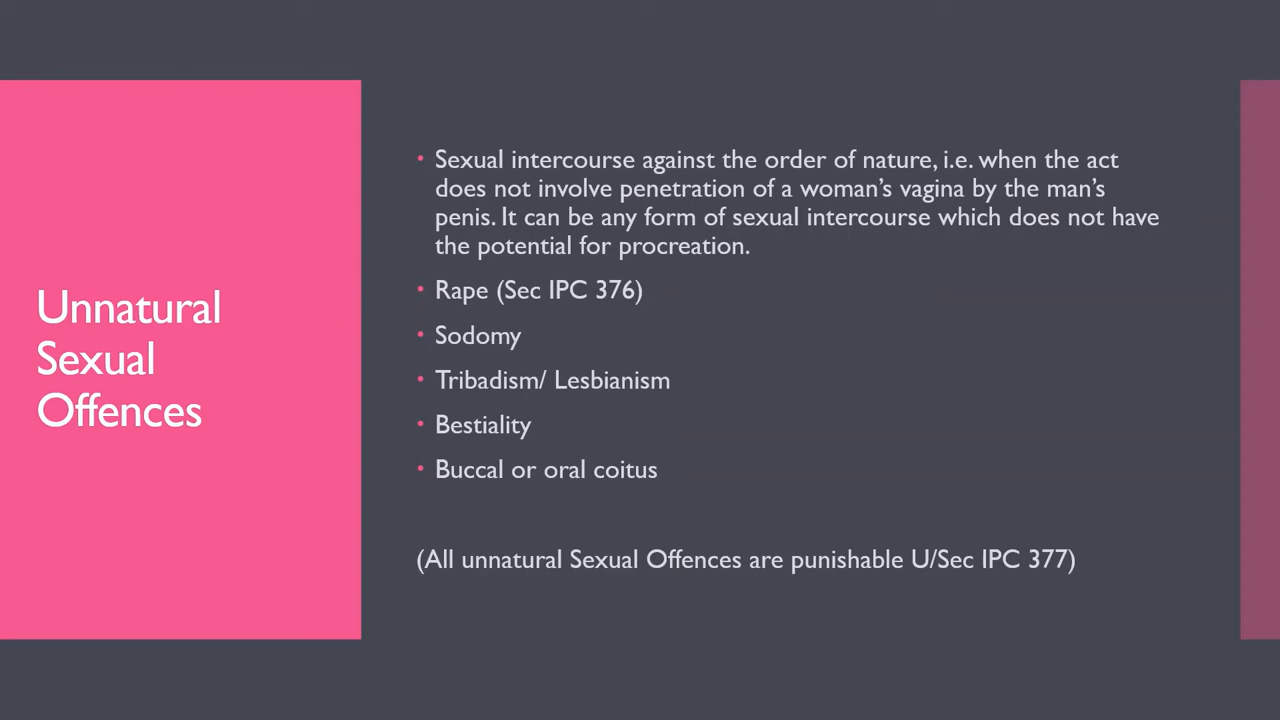 Unnatural
Sexual
Offences
• Sexual intercourse against the order of nature, i.e. when the act
does not involve penetration of a woman's vagina by the man's
penis. It can be any form of sexual intercourse which does not have
the potential for procreation.
• Rape (Sec IPC 376)
• Sodomy
• Tribadism/ Lesbianism
• Bestiality
• Buccal or oral coitus
(All unnatural Sexual Offences are punishable U/Sec IPC 377)